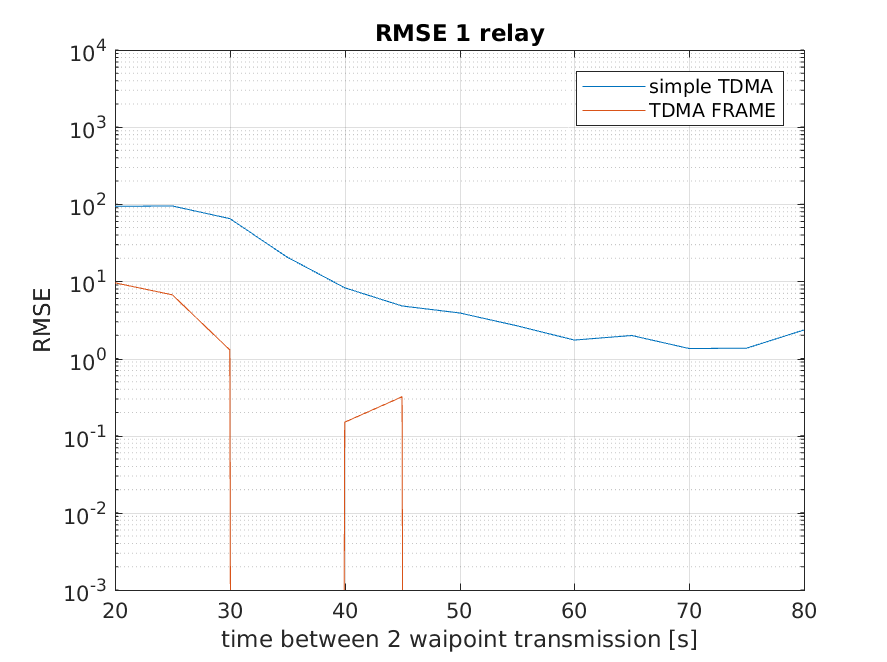 RMSE 1 relay
simple TDMA
TDMA FRAME
RMSE
10^4
10^3
10^2
10^1
10^0
10^-1
10^-2
10^-3
20 30 40 50 60 70 80
time between 2 waipoint transmission [s]